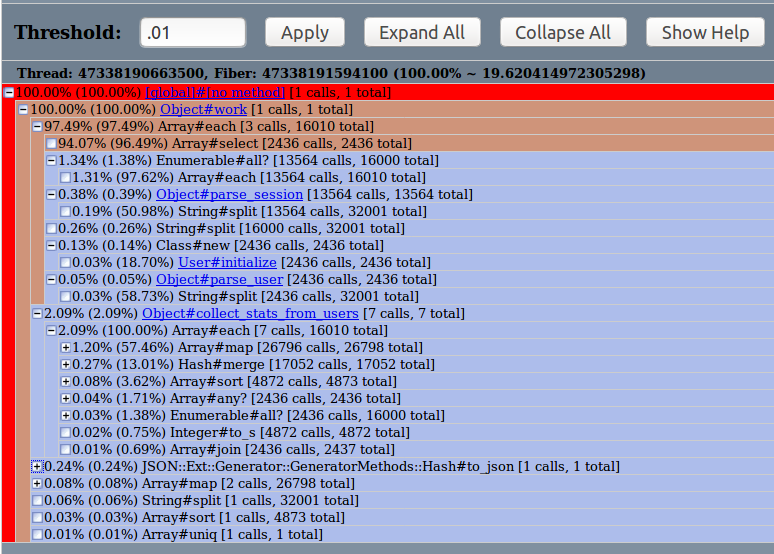 Threshold: .01 Apply Expand All Collapse All Show Help
Thread: 47338190663500, Fiber: 47338191594100 (100.00% ~ 19.620414972305298)
100.00% (100.00%) [global]#[no method] [1 calls, 1 total]
100.00% (100.00%) Object#work [1 calls, 1 total]
97.49% (97.49%) Array#each [3 calls, 16010 total]
94.07% (96.49%) Array#select [2436 calls, 2436 total]
1.34% (1.38%) Enumerable#all? [13564 calls, 16000 total]
1.31% (97.62%) Array#each [13564 calls, 16010 total]
0.38% (0.39%) Object#parse_session [13564 calls, 13564 total]
0.19% (50.98%) String#split [13564 calls, 32001 total]
0.26% (0.26%) String#split [16000 calls, 32001 total]
0.13% (0.14%) Class#new [2436 calls, 2436 total]
0.03% (18.70%) User#initialize [2436 calls, 2436 total]
0.05% (0.05%) Object#parse_user [2436 calls, 2436 total]
0.03% (58.73%) String#split [2436 calls, 32001 total]
2.09% (2.09%) Object#collect_stats_from_users [7 calls, 7 total]
2.09% (100.00%) Array#each [7 calls, 16010 total]
1.20% (57.46%) Array#map [26796 calls, 26798 total]
0.27% (13.01%) Hash#merge [17052 calls, 17052 total]
0.08% (3.62%) Array#sort [4872 calls, 4873 total]
0.04% (1.71%) Array#any? [2436 calls, 2436 total]
0.03% (1.38%) Enumerable#all? [2436 calls, 16000 total]
0.02% (0.75%) Integer#to_s [4872 calls, 4872 total]
0.01% (0.69%) Array#join [2436 calls, 2437 total]
0.24% (0.24%) JSON::Ext::Generator::GeneratorMethods::Hash#to_json [1 calls, 1 total]
0.08% (0.08%) Array#map [2 calls, 26798 total]
0.06% (0.06%) String#split [1 calls, 32001 total]
0.03% (0.03%) Array#sort [1 calls, 4873 total]
0.01% (0.01%) Array#uniq [1 calls, 1 total]